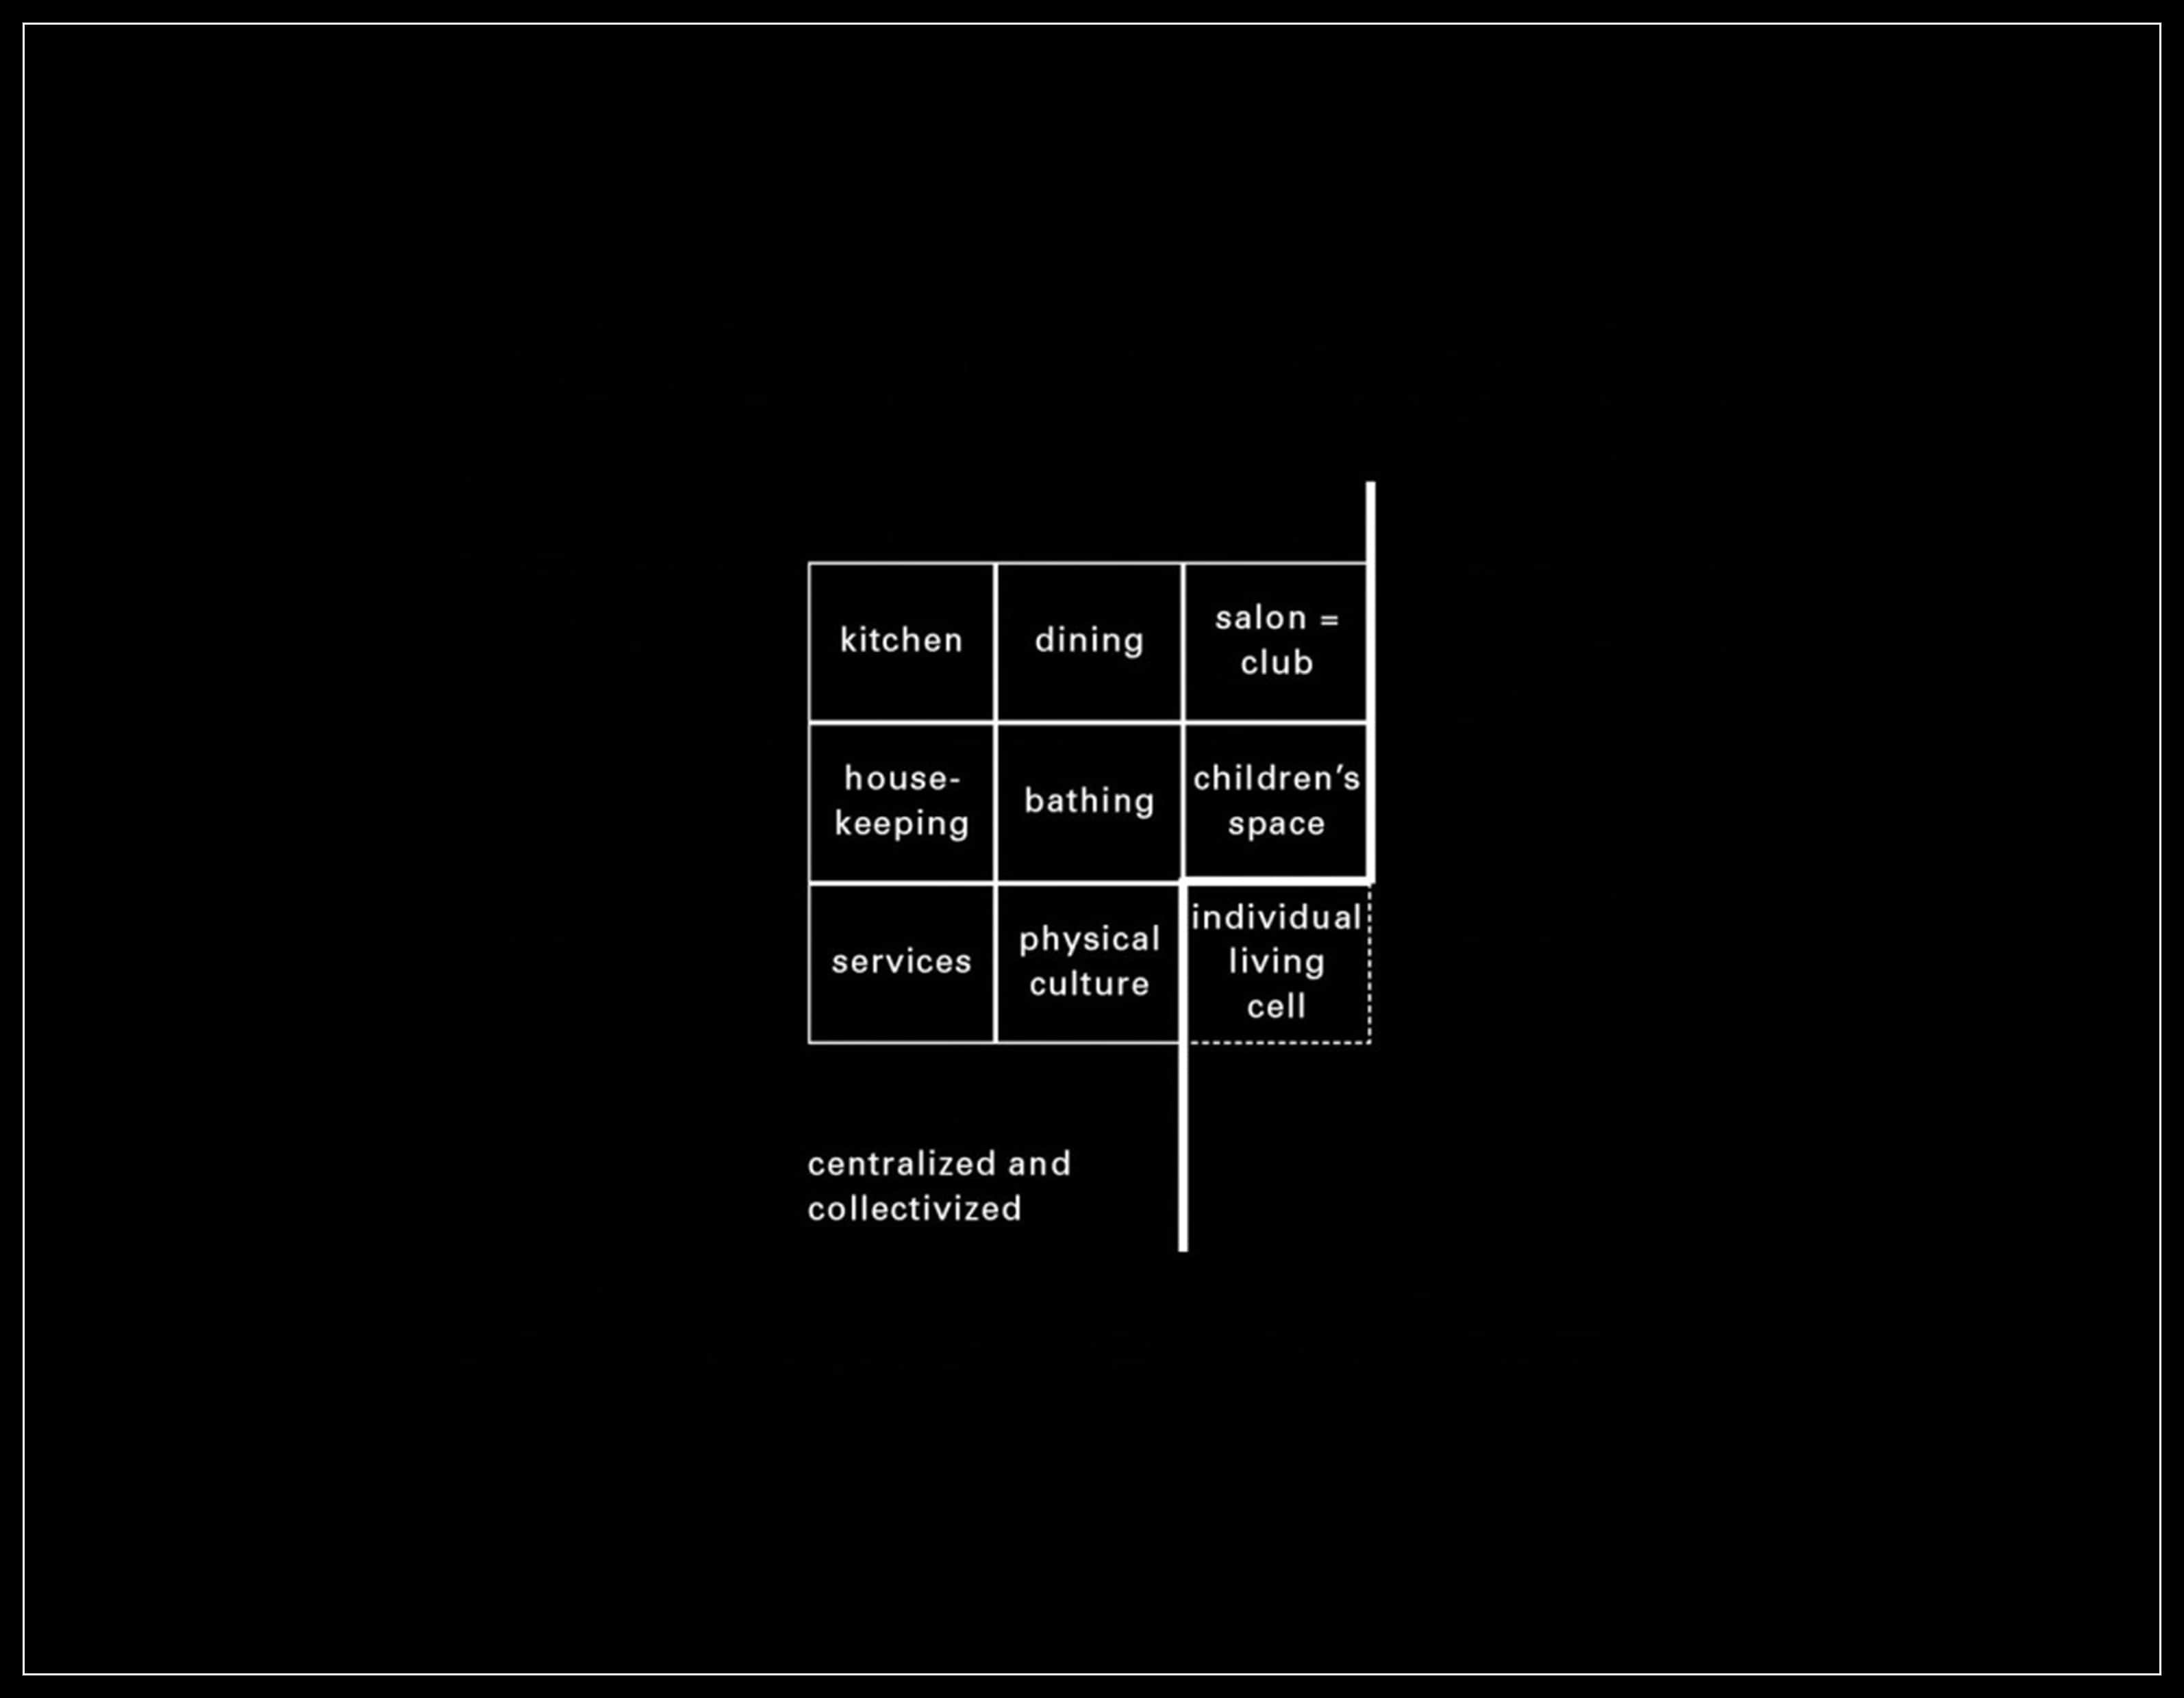 kitchen
dining
salon =
club
house-
keeping
bathing
children’s
space
services
physical
culture
individual
living
cell
centralized and
collectivized